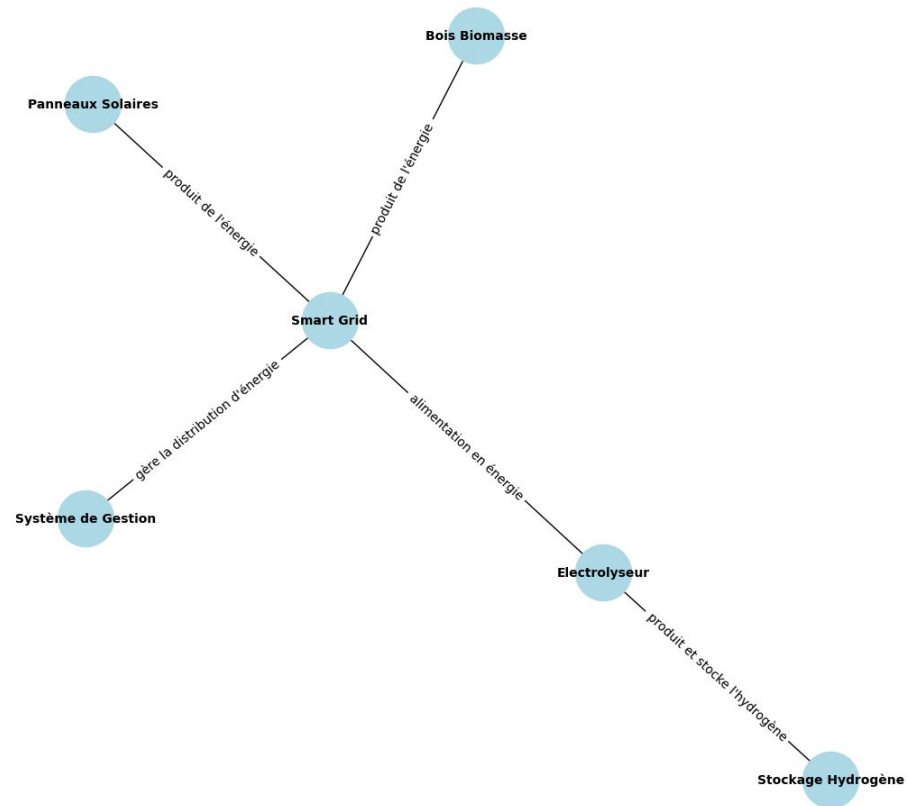 Bois Biomasse
Panneaux Solaires
produit de l'énergie
produit de l'énergie
Smart Grid
gère la distribution d'énergie
alimentation en énergie
Système de Gestion
Electrolyseur
produit et stocke l'hydrogène
Stockage Hydrogène